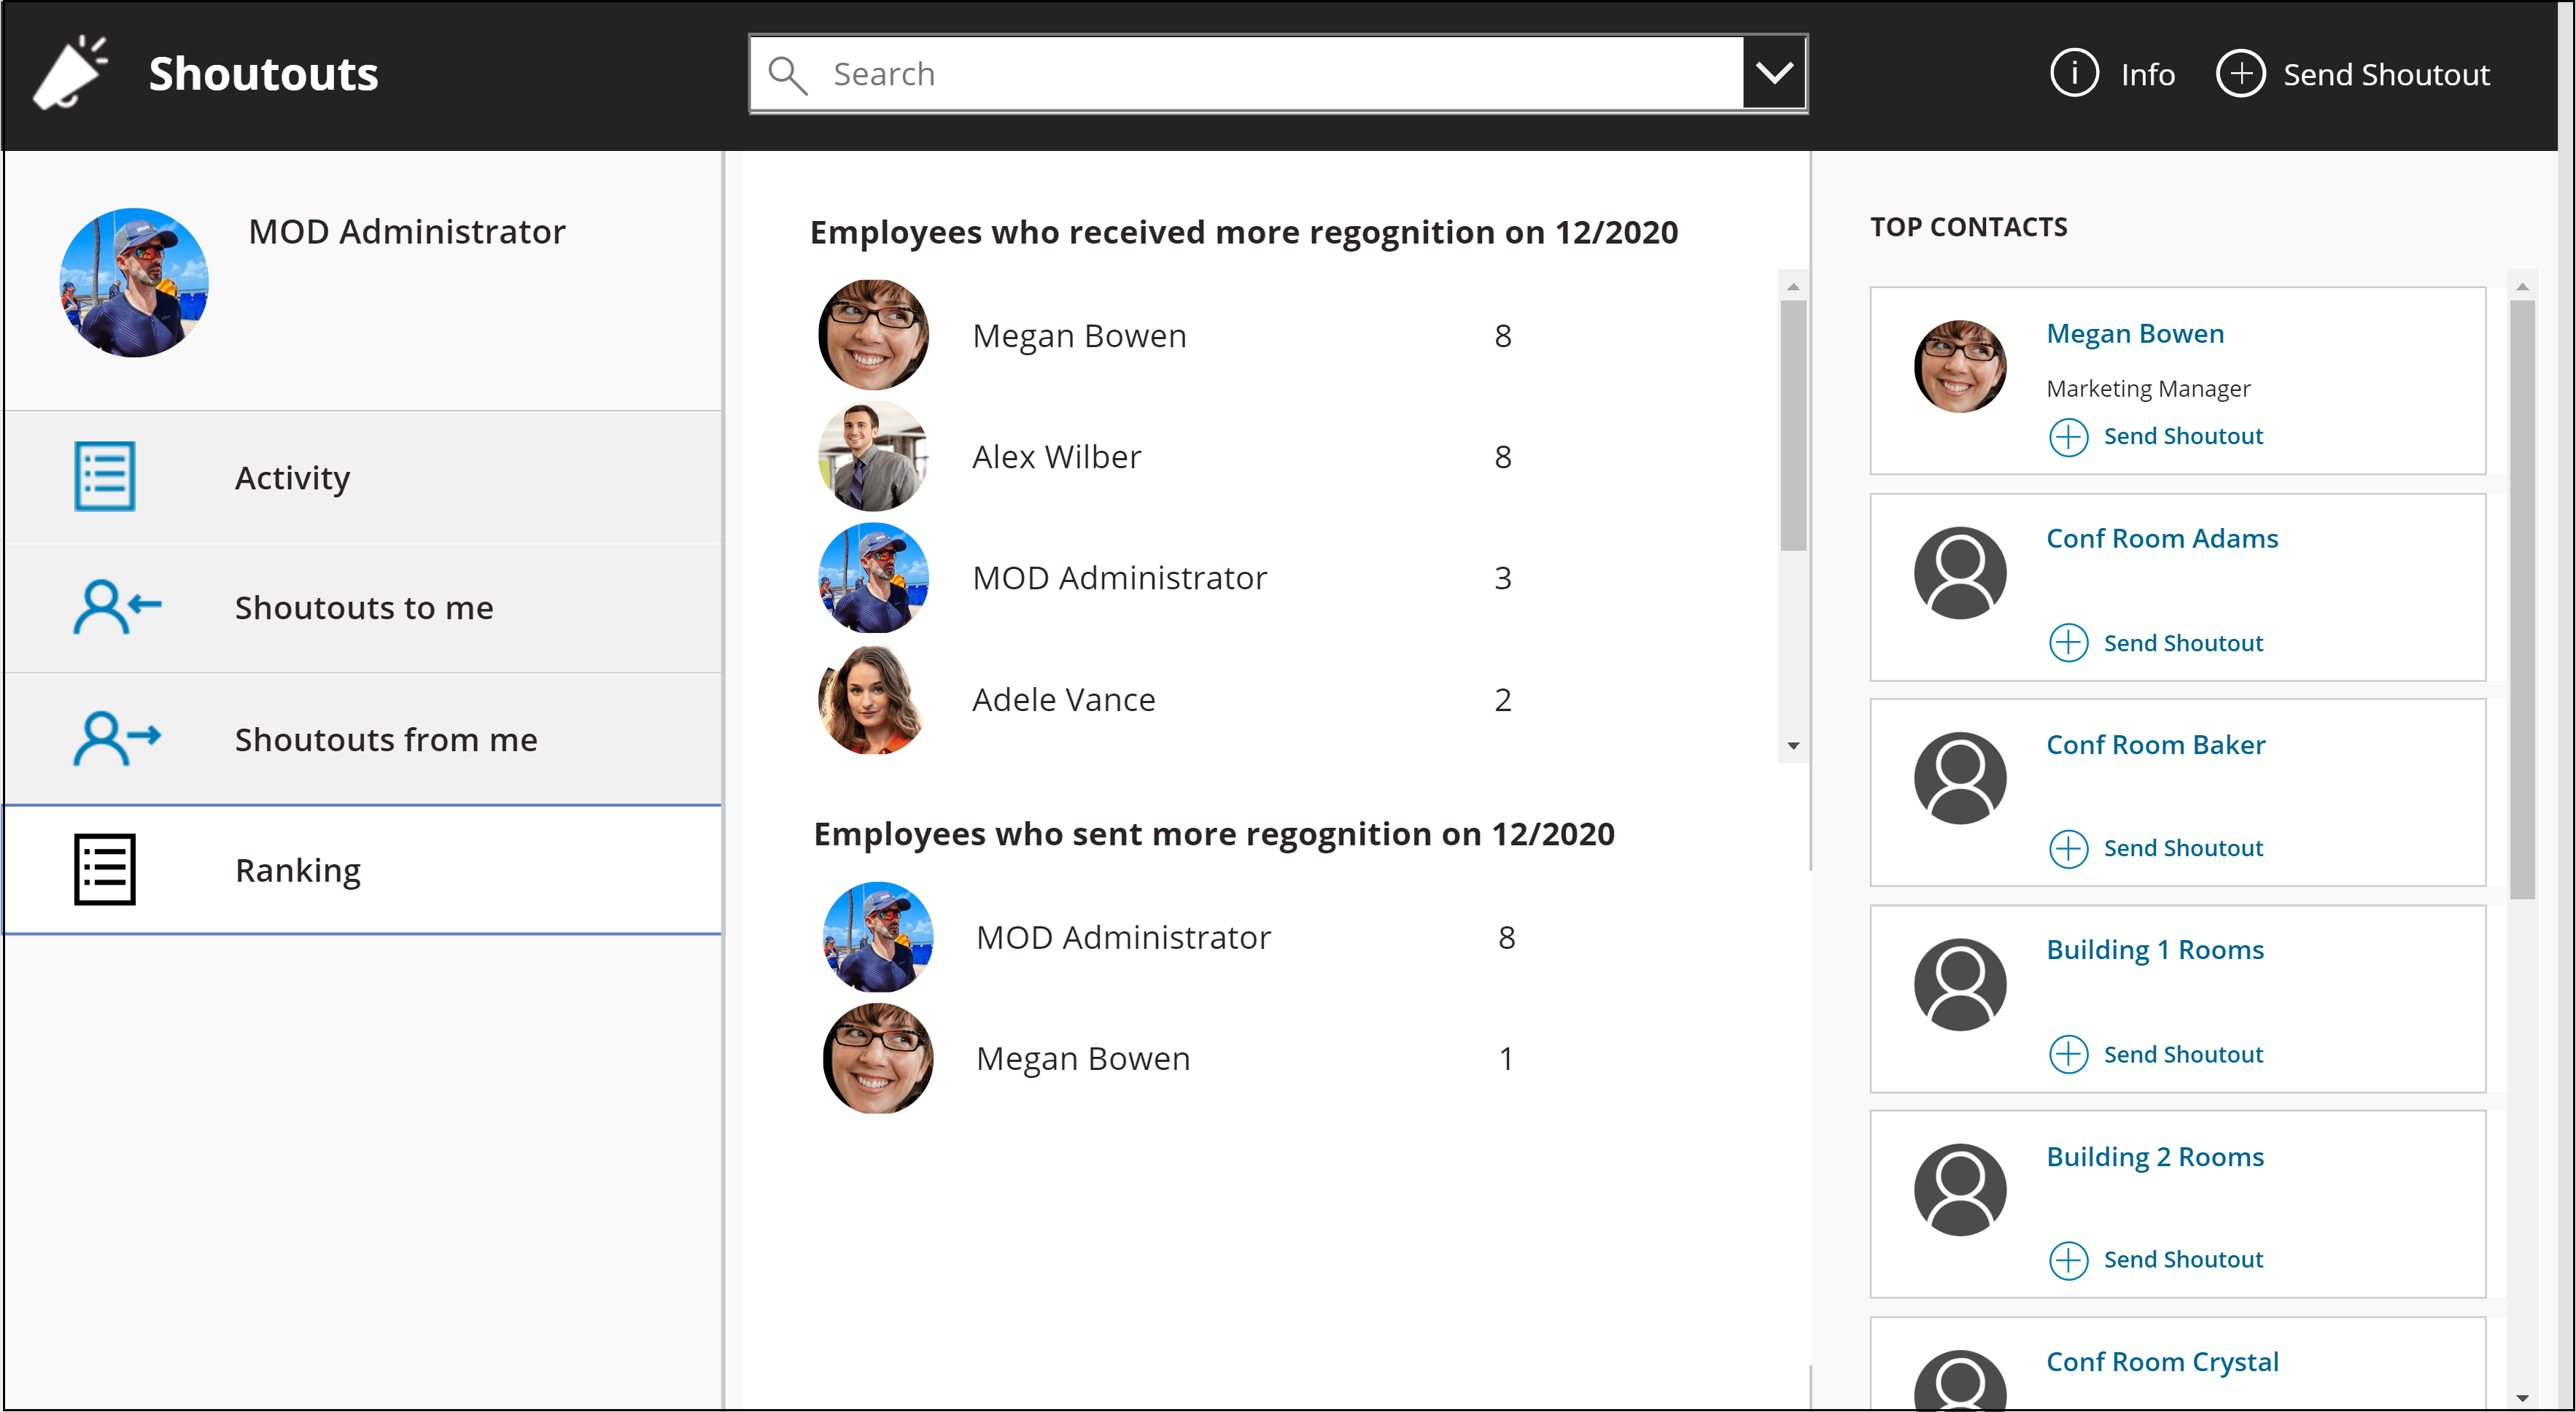 Shoutouts
Search
Info
Send Shoutout
MOD Administrator
Activity
Shoutouts to me
Shoutouts from me
Ranking
Employees who received more regognition on 12/2020
Megan Bowen 8
Alex Wilber 8
MOD Administrator 3
Adele Vance 2
Employees who sent more regognition on 12/2020
MOD Administrator 8
Megan Bowen 1
TOP CONTACTS
Megan Bowen
Marketing Manager
Send Shoutout
Conf Room Adams
Send Shoutout
Conf Room Baker
Send Shoutout
Building 1 Rooms
Send Shoutout
Building 2 Rooms
Send Shoutout
Conf Room Crystal